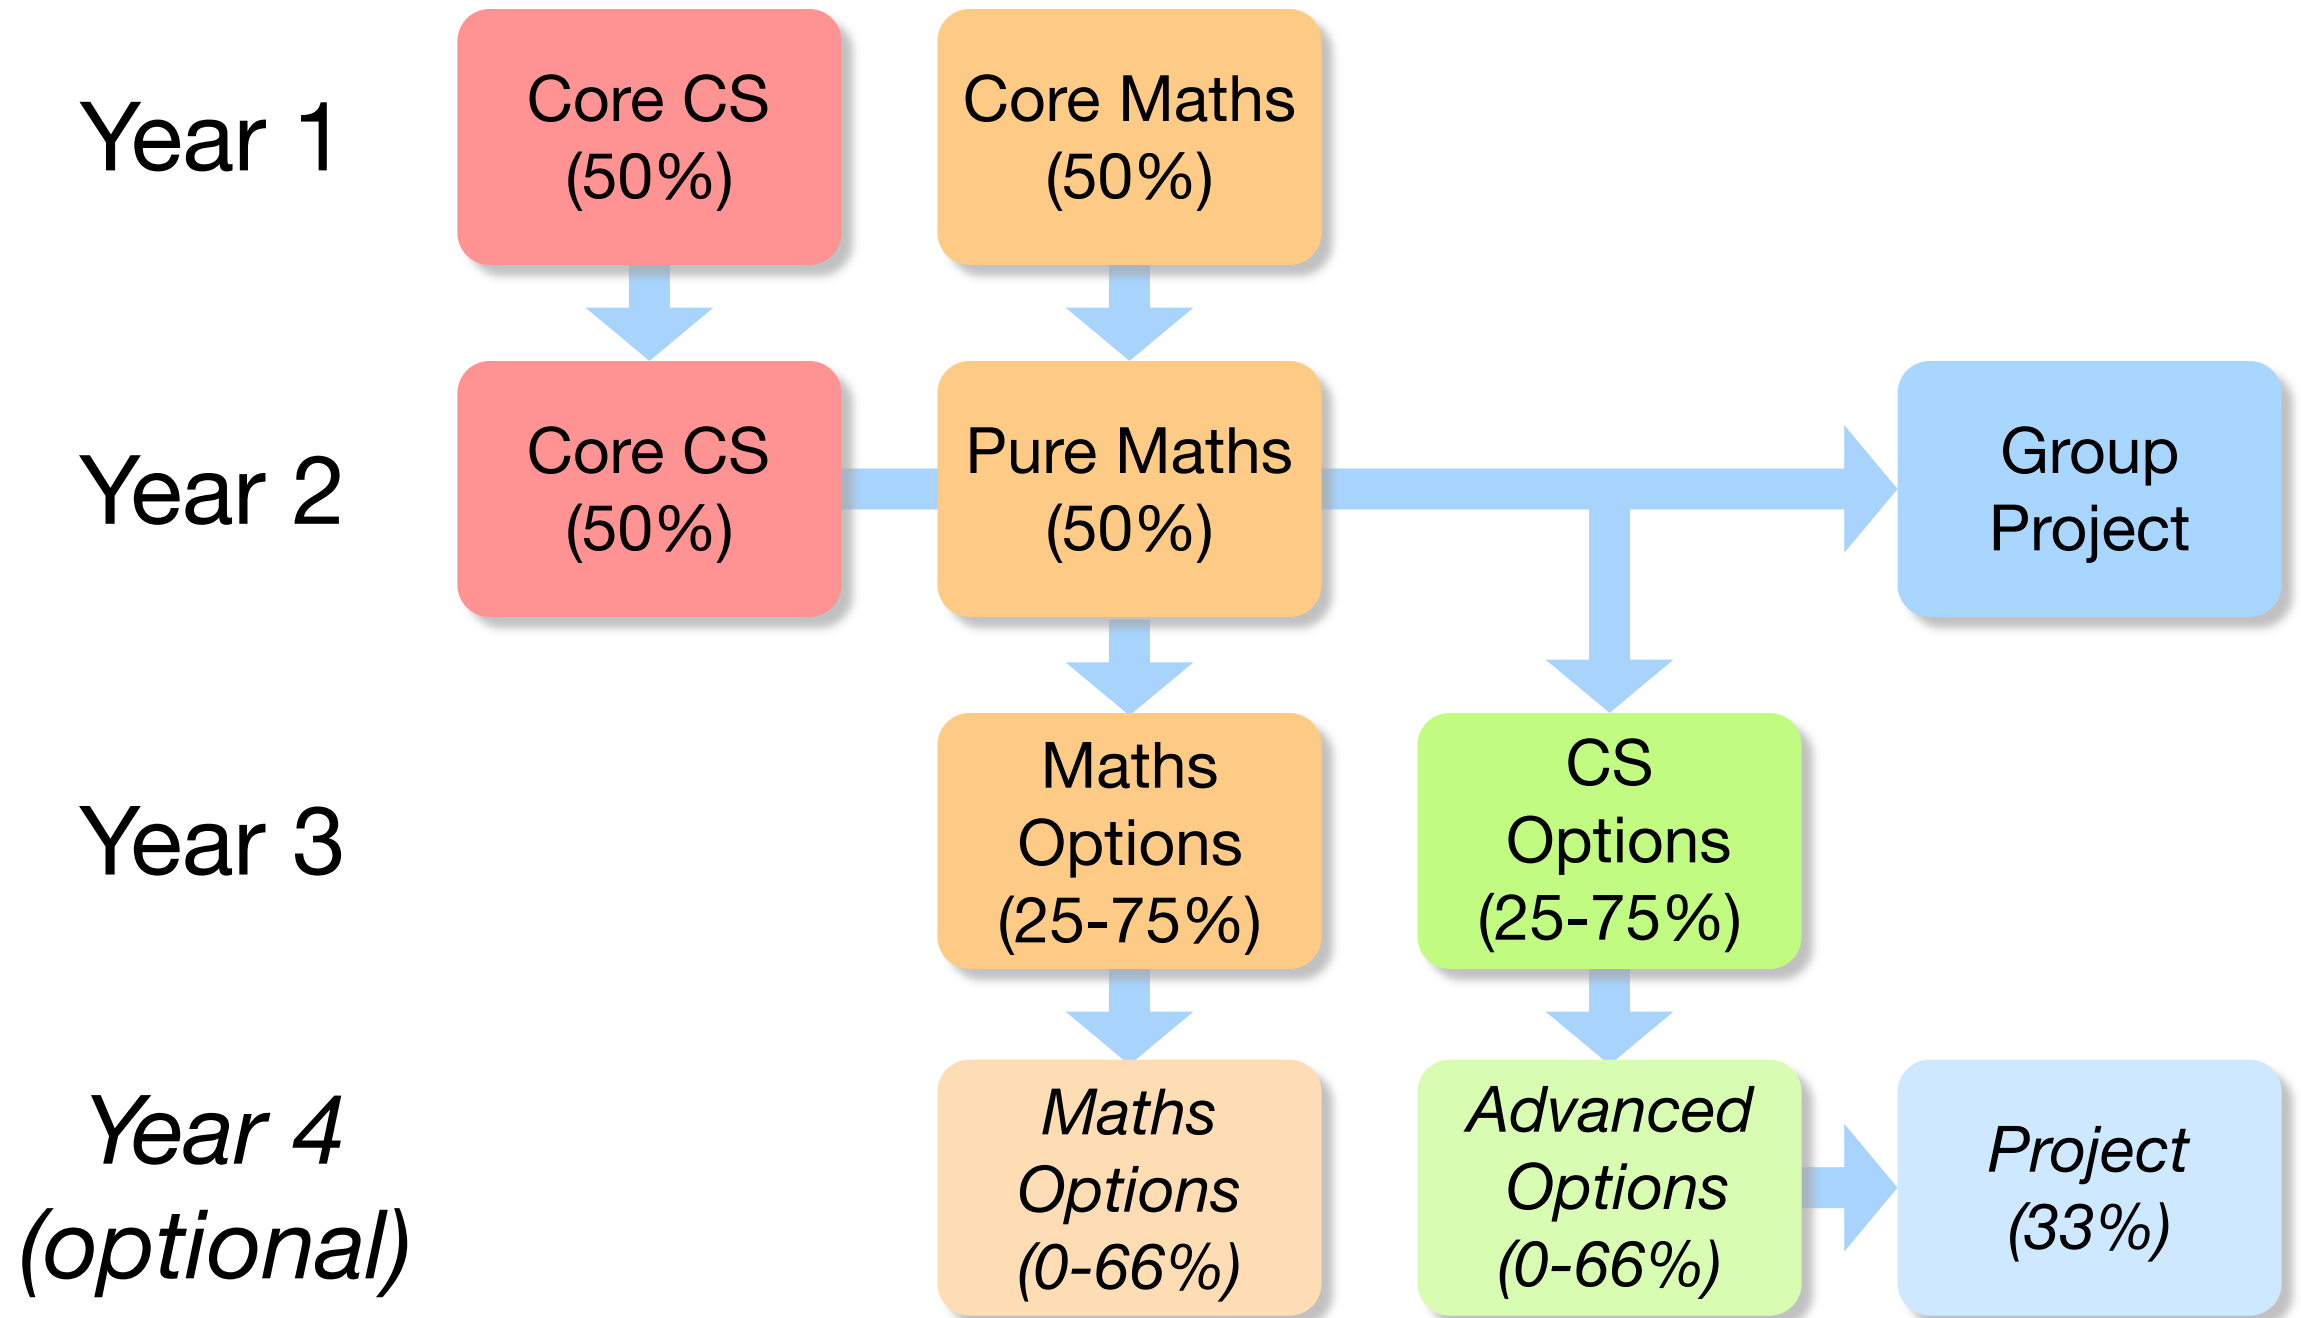 Year 1
Core CS
(50%)
Core Maths
(50%)
Year 2
Core CS
(50%)
Pure Maths
(50%)
Group
Project
Year 3
Maths
Options
(25-75%)
CS
Options
(25-75%)
Year 4
(optional)
Maths
Options
(0-66%)
Advanced
Options
(0-66%)
Project
(33%)